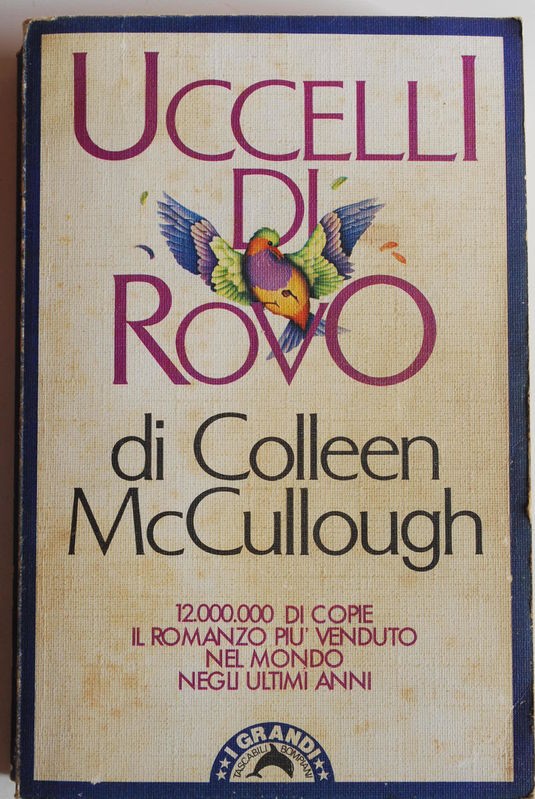 UCCELLI
DI
ROVO
di Colleen
McCullough
12.000.000 DI COPIE
IL ROMANZO PIU' VENDUTO
NEL MONDO
NEGLI ULTIMI ANNI
I GRANDI
TASCABILI BOMPIANI